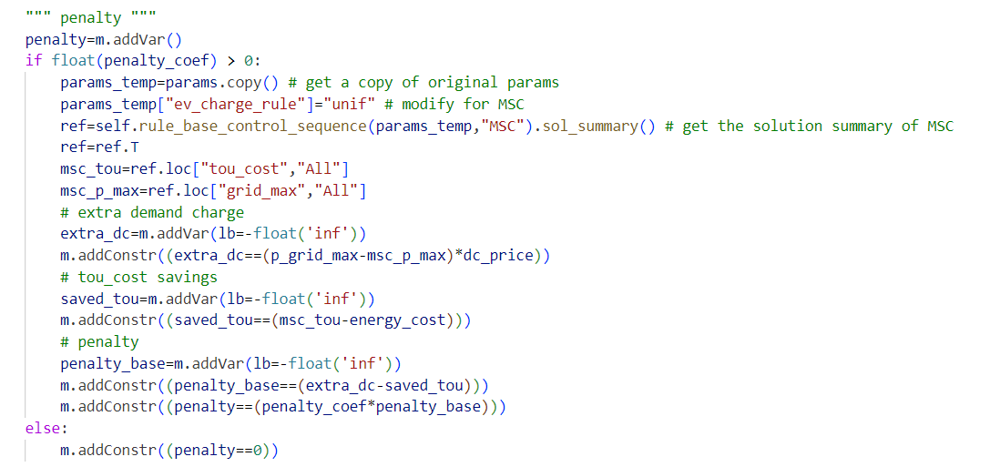 """ penalty """
penalty=m.addVar()
if float(penalty_coef) > 0:
    params_temp=params.copy() # get a copy of original params
    params_temp["ev_charge_rule"]="unif" # modify for MSC
    ref=self.rule_base_control_sequence(params_temp,"MSC").sol_summary() # get the solution summary of MSC
    ref=ref.T
    msc_tou=ref.loc["tou_cost","All"]
    msc_p_max=ref.loc["grid_max","All"]
    # extra demand charge
    extra_dc=m.addVar(lb=-float('inf'))
    m.addConstr((extra_dc==(p_grid_max-msc_p_max)*dc_price))
    # tou_cost savings
    saved_tou=m.addVar(lb=-float('inf'))
    m.addConstr((saved_tou==(msc_tou-energy_cost)))
    # penalty
    penalty_base=m.addVar(lb=-float('inf'))
    m.addConstr((penalty_base==(extra_dc-saved_tou)))
    m.addConstr((penalty==(penalty_coef*penalty_base)))
else:
    m.addConstr((penalty==0))